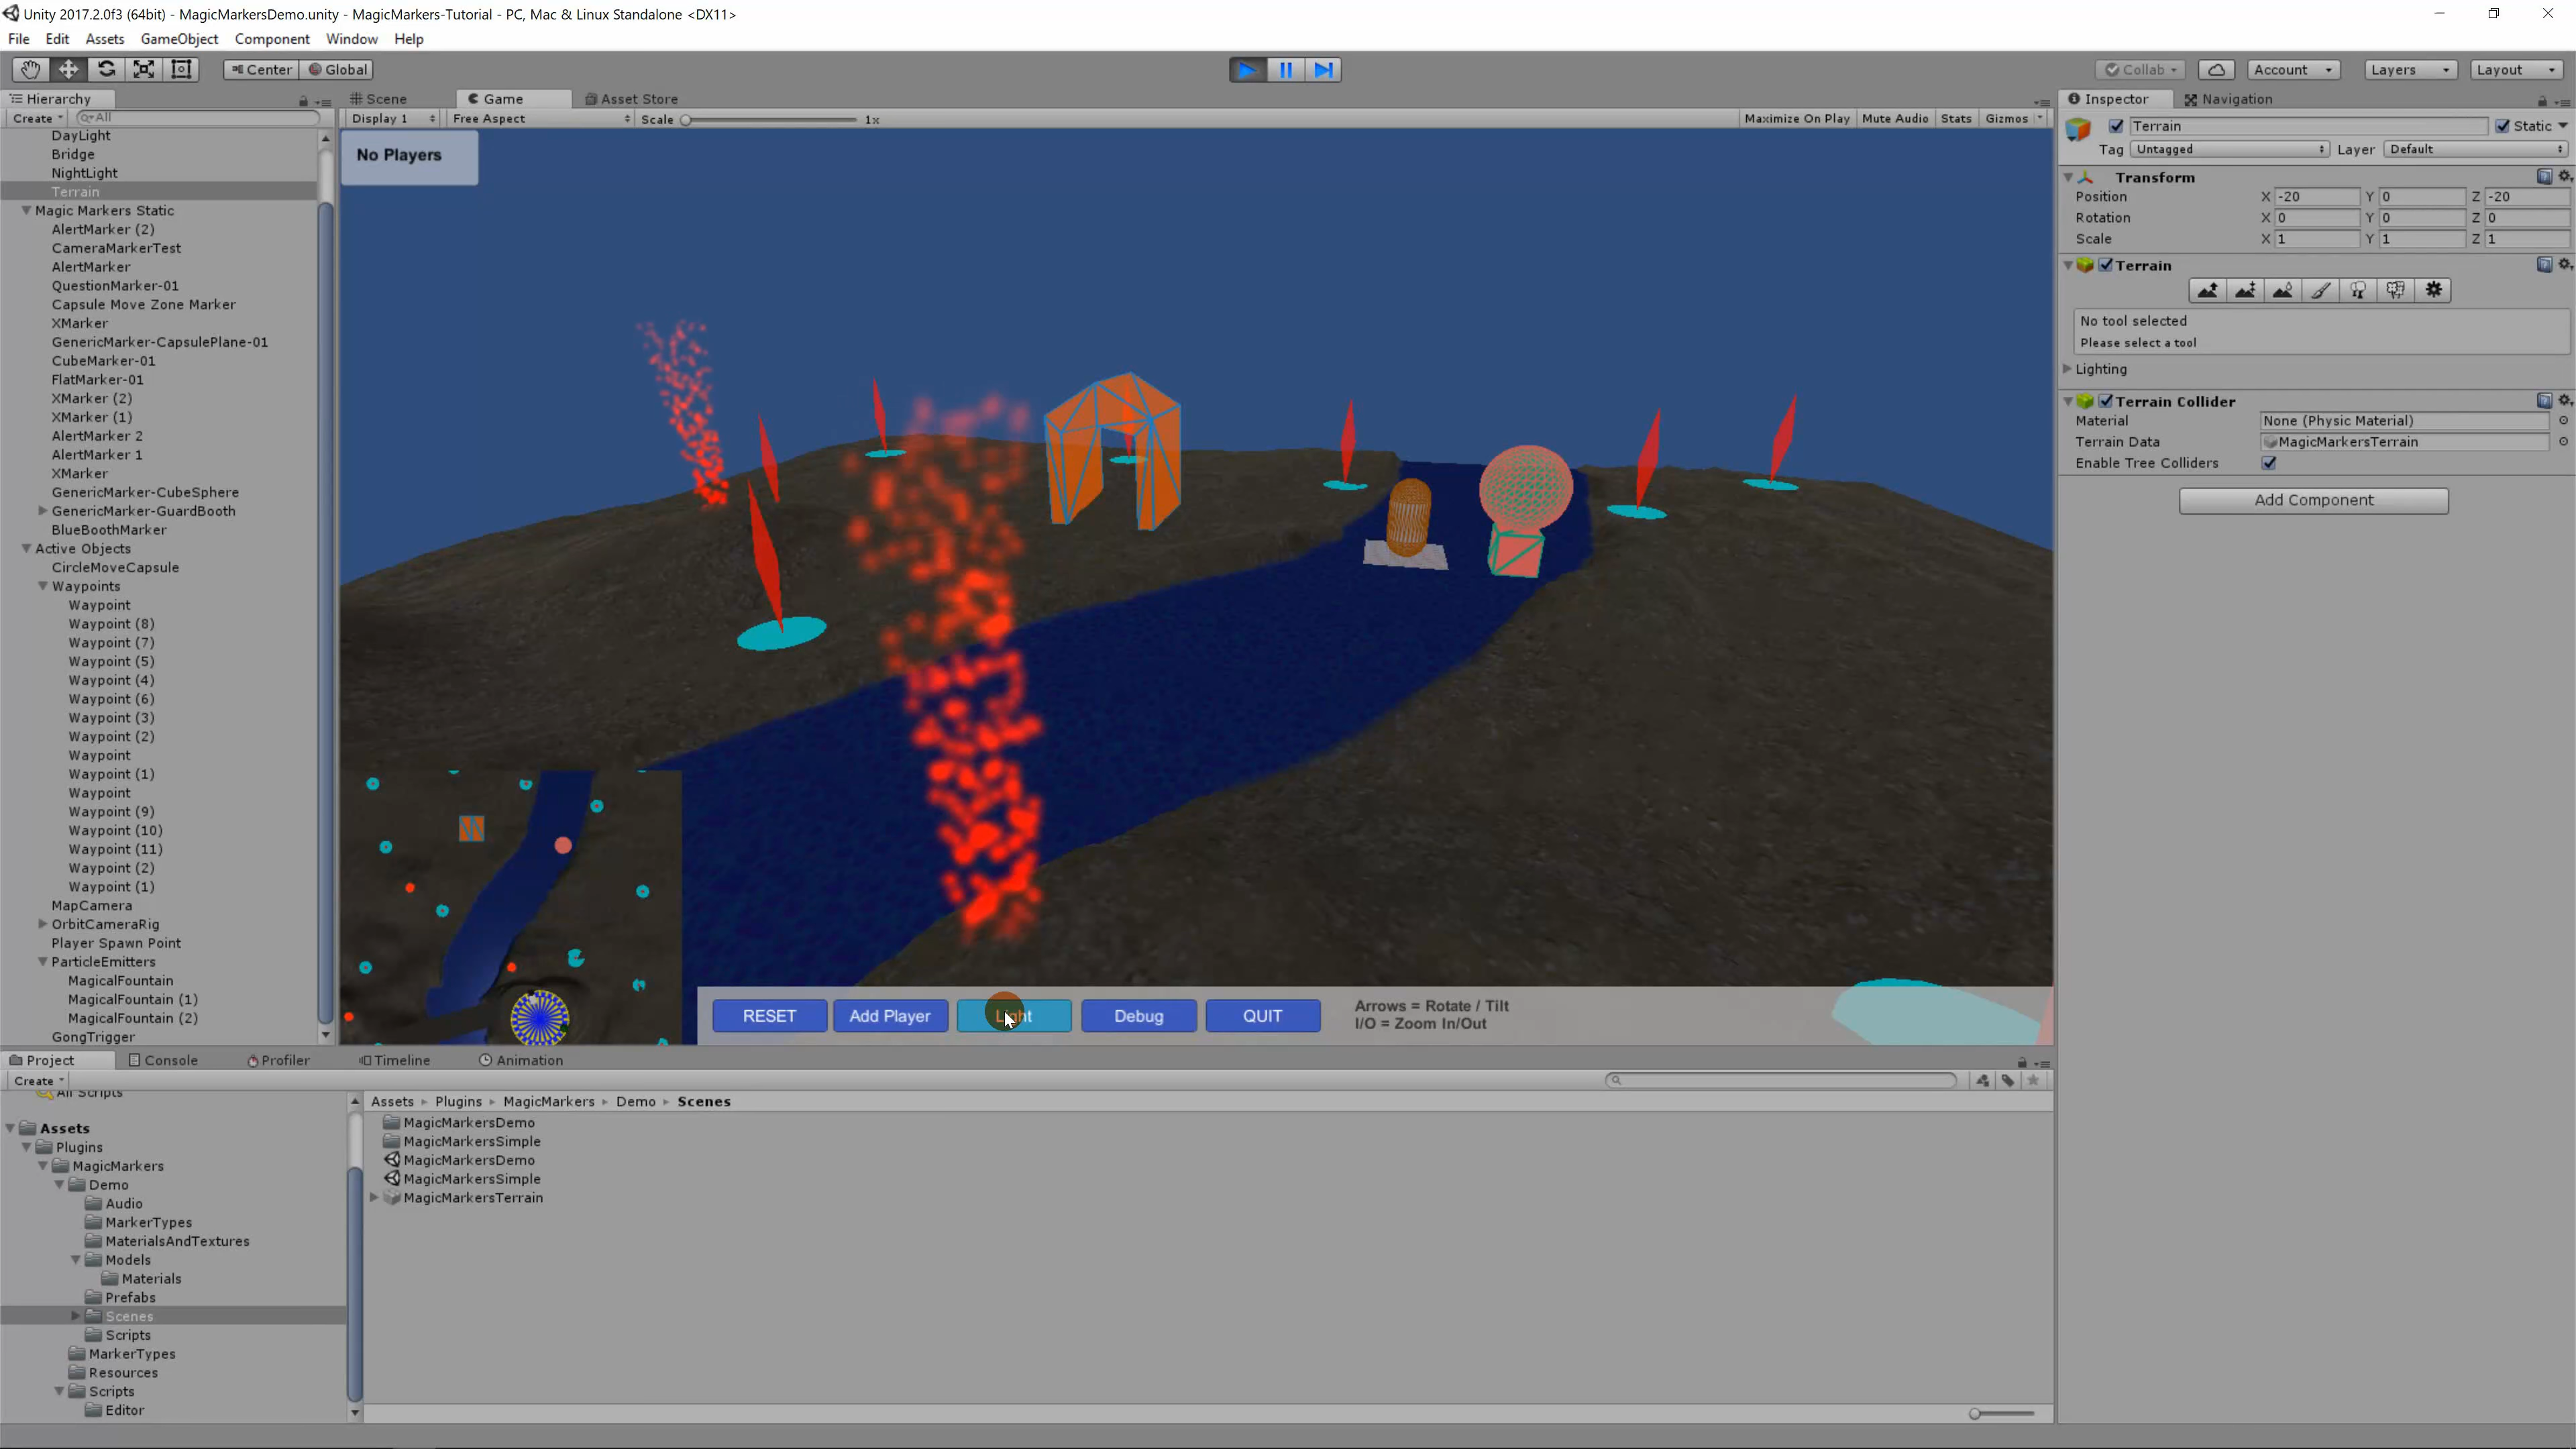 Unity 2017.2.0f3 (64bit) - MagicMarkersDemo.unity - MagicMarkers-Tutorial - PC, Mac & Linux Standalone <DX11>
File Edit Assets GameObject Component Window Help
Center Global Collab Account Layers Layout
Hierarchy
Create All
DayLight
Bridge
NightLight
Terrain
Magic Markers Static
AlertMarker (2)
CameraMarkerTest
AlertMarker
QuestionMarker-01
Capsule Move Zone Marker
XMarker
GenericMarker-CapsulePlane-01
CubeMarker-01
FlatMarker-01
XMarker (2)
XMarker (1)
AlertMarker 2
AlertMarker 1
XMarker
GenericMarker-CubeSphere
GenericMarker-GuardBooth
BlueBoothMarker
Active Objects
CircleMoveCapsule
Waypoints
Waypoint
Waypoint (8)
Waypoint (7)
Waypoint (5)
Waypoint (4)
Waypoint (6)
Waypoint (3)
Waypoint (2)
Waypoint
Waypoint (1)
Waypoint
Waypoint (9)
Waypoint (10)
Waypoint (11)
Waypoint (2)
Waypoint (1)
MapCamera
OrbitCameraRig
Player Spawn Point
ParticleEmitters
MagicalFountain
MagicalFountain (1)
MagicalFountain (2)
GongTrigger
Scene Game Asset Store
Display 1 Free Aspect Scale 1x Maximize On Play Mute Audio Stats Gizmos
No Players
RESET Add Player Light Debug QUIT
Arrows = Rotate / Tilt
I/O = Zoom In/Out
Inspector Navigation
Terrain Static
Tag Untagged Layer Default
Transform
Position X -20 Y 0 Z -20
Rotation X 0 Y 0 Z 0
Scale X 1 Y 1 Z 1
Terrain
No tool selected
Please select a tool
Lighting
Terrain Collider
Material None (Physic Material)
Terrain Data MagicMarkersTerrain
Enable Tree Colliders
Add Component
Project Console Profiler Timeline Animation
Create
All Scripts
Assets
Plugins
MagicMarkers
Demo
Audio
MarkerTypes
MaterialsAndTextures
Models
Materials
Prefabs
Scenes
Scripts
MarkerTypes
Resources
Scripts
Editor
Assets Plugins MagicMarkers Demo Scenes
MagicMarkersDemo
MagicMarkersSimple
MagicMarkersDemo
MagicMarkersSimple
MagicMarkersTerrain